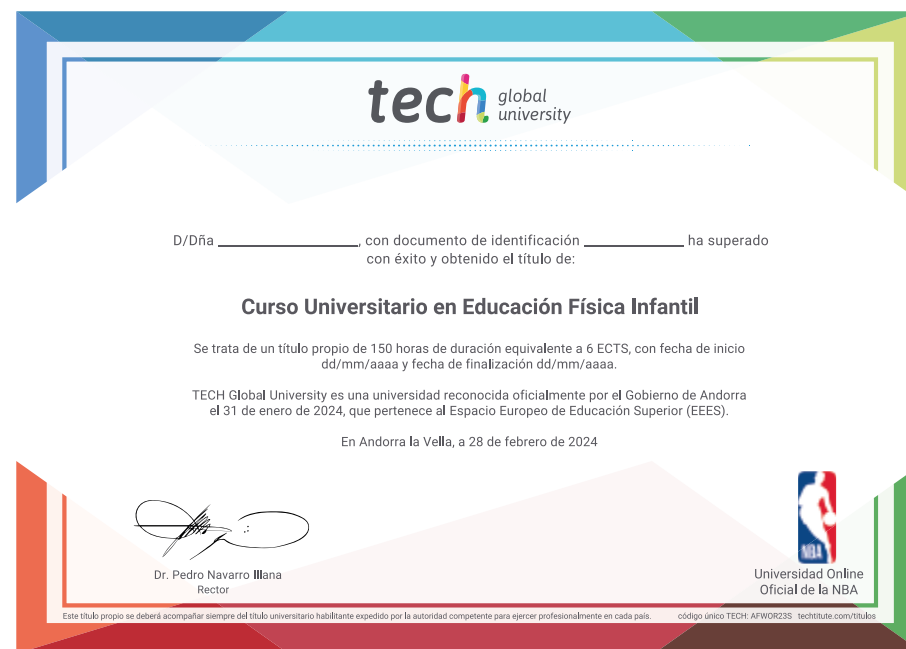 tech global university
D/Dña ____________________, con documento de identificación ______________ ha superado
con éxito y obtenido el título de:
Curso Universitario en Educación Física Infantil
Se trata de un título propio de 150 horas de duración equivalente a 6 ECTS, con fecha de inicio
dd/mm/aaaa y fecha de finalización dd/mm/aaaa.
TECH Global University es una universidad reconocida oficialmente por el Gobierno de Andorra
el 31 de enero de 2024, que pertenece al Espacio Europeo de Educación Superior (EEES).
En Andorra la Vella, a 28 de febrero de 2024
Dr. Pedro Navarro Illana
Rector
NBA
Universidad Online
Oficial de la NBA
Este título propio se deberá acompañar siempre del título universitario habilitante expedido por la autoridad competente para ejercer profesionalmente en cada país. código único TECH: AFWOR23S techtitute.com/titulos